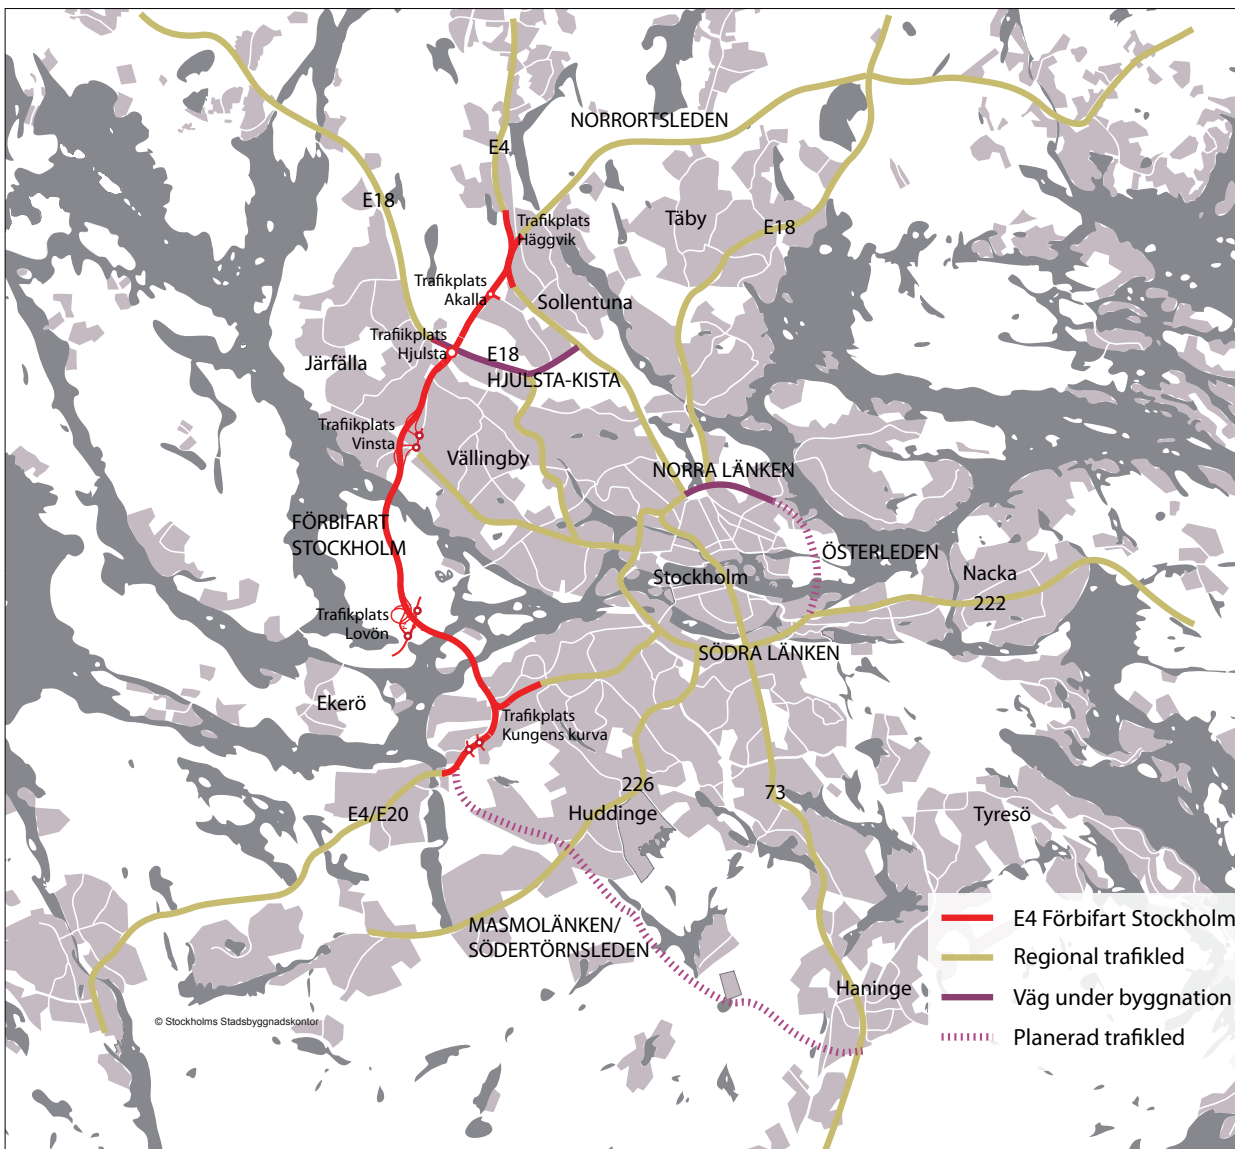 NORRORTSLEDEN
E4
E18
Trafikplats
Häggvik
Täby
E18
Trafikplats
Akalla
Sollentuna
Trafiikplats
Hjulsta
E18
HJULSTA-KISTA
Järfälla
Trafiikplats
Vinsta
Vällingby
NORRA LÄNKEN
FÖRBIFART
STOCKHOLM
ÖSTERLEDEN
Stockholm
Nacka
222
Trafikplats
Lovön
SÖDRA LÄNKEN
Ekerö
Trafikplats
Kungens kurva
226
73
E4/E20
Huddinge
Tyresö
MASMOLÄNKEN/
SÖDERTÖRNSLEDEN
Haninge
E4 Förbifart Stockholm
Regional trafikled
Väg under byggnation
Planerad trafikled
© Stockholms Stadsbyggnadskontor